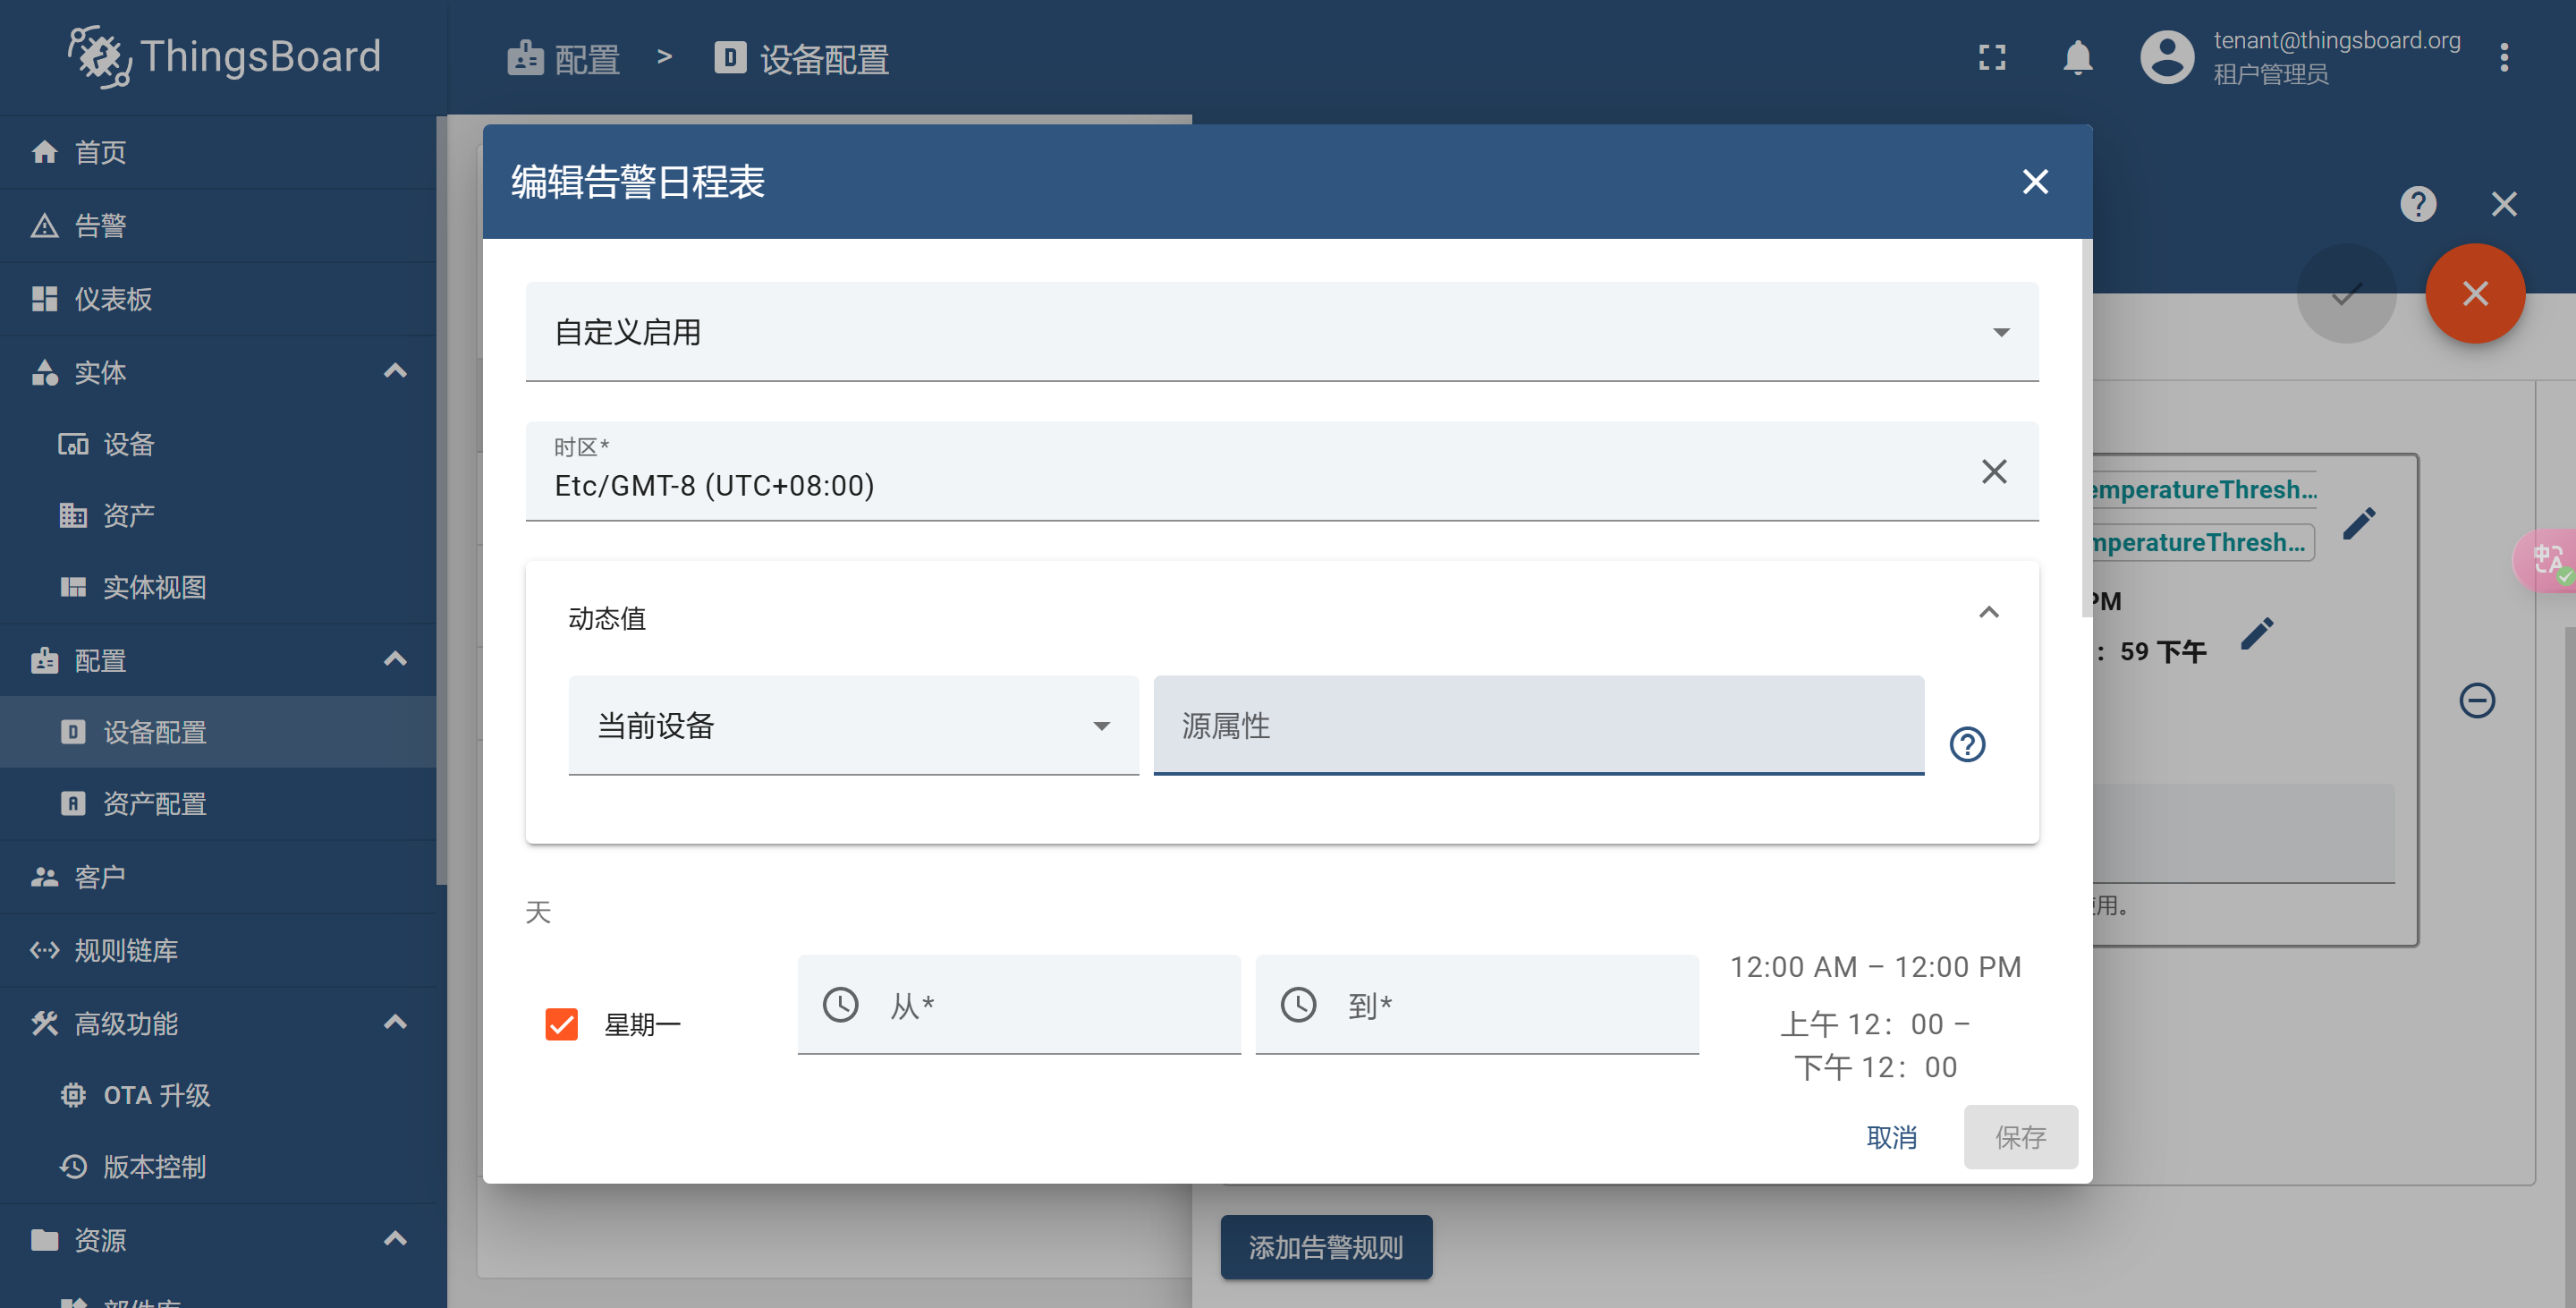 ThingsBoard
配置 > 设备配置
tenant@thingsboard.org
租户管理员
首页
告警
仪表板
实体
设备
资产
实体视图
配置
设备配置
资产配置
客户
规则链库
高级功能
OTA 升级
版本控制
资源
部件库
编辑告警日程表
自定义启用
时区*
Etc/GMT-8 (UTC+08:00)
动态值
当前设备
源属性
天
星期一
从*
到*
12:00 AM – 12:00 PM
上午 12：00 –
下午 12：00
取消
保存
emperatureThresh...
mperatureThresh...
PM
：59 下午
使用。
添加告警规则